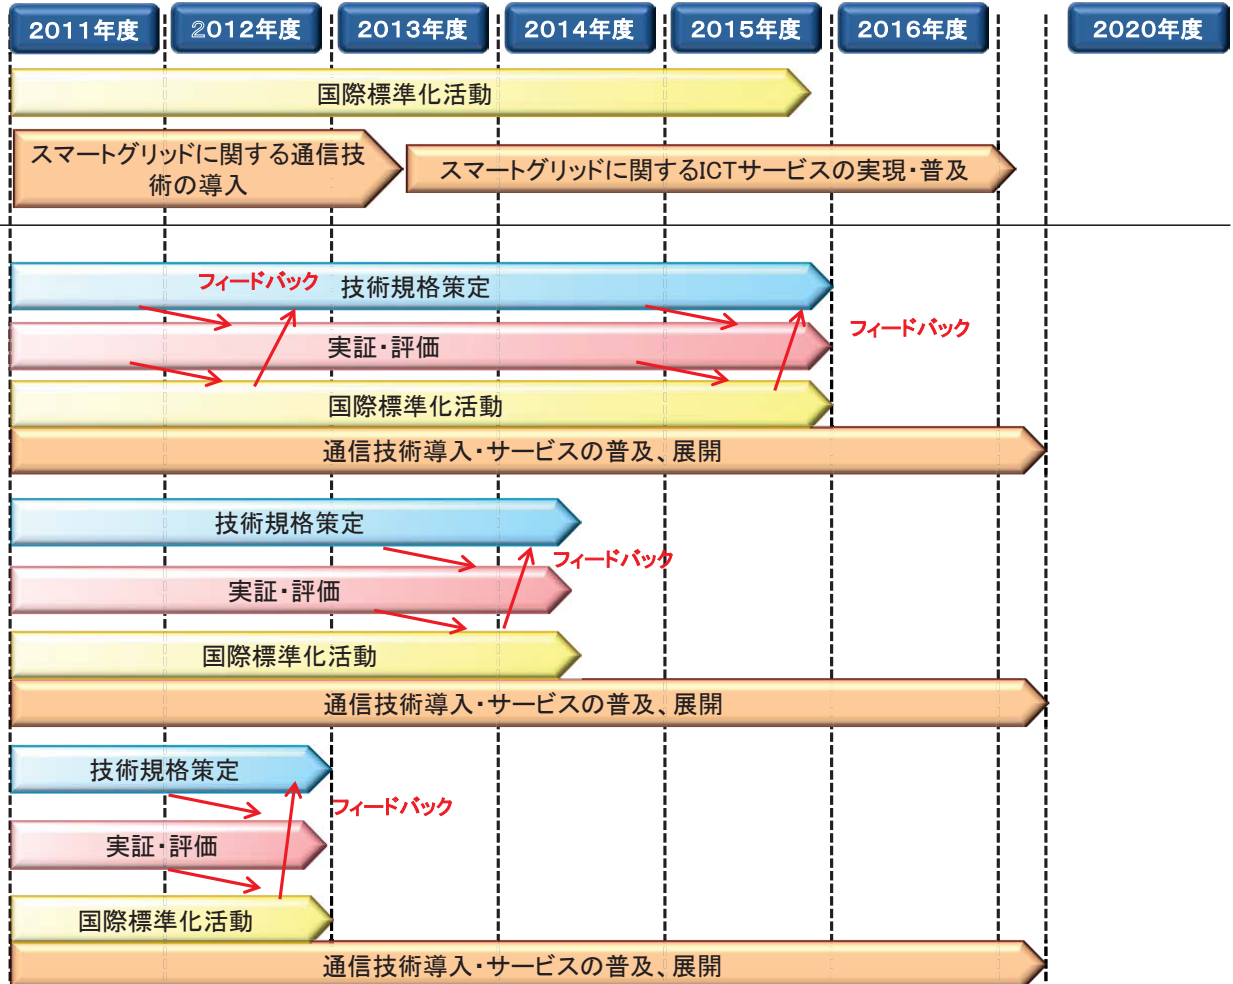 2011年度
2012年度
2013年度
2014年度
2015年度
2016年度
2020年度
国際標準化活動
スマートグリッドに関する通信技
術の導入
スマートグリッドに関するICTサービスの実現・普及
フィードバック
技術規格策定
実証・評価
フィードバック
国際標準化活動
通信技術導入・サービスの普及、展開
技術規格策定
フィードバック
実証・評価
国際標準化活動
通信技術導入・サービスの普及、展開
技術規格策定
フィードバック
実証・評価
国際標準化活動
通信技術導入・サービスの普及、展開